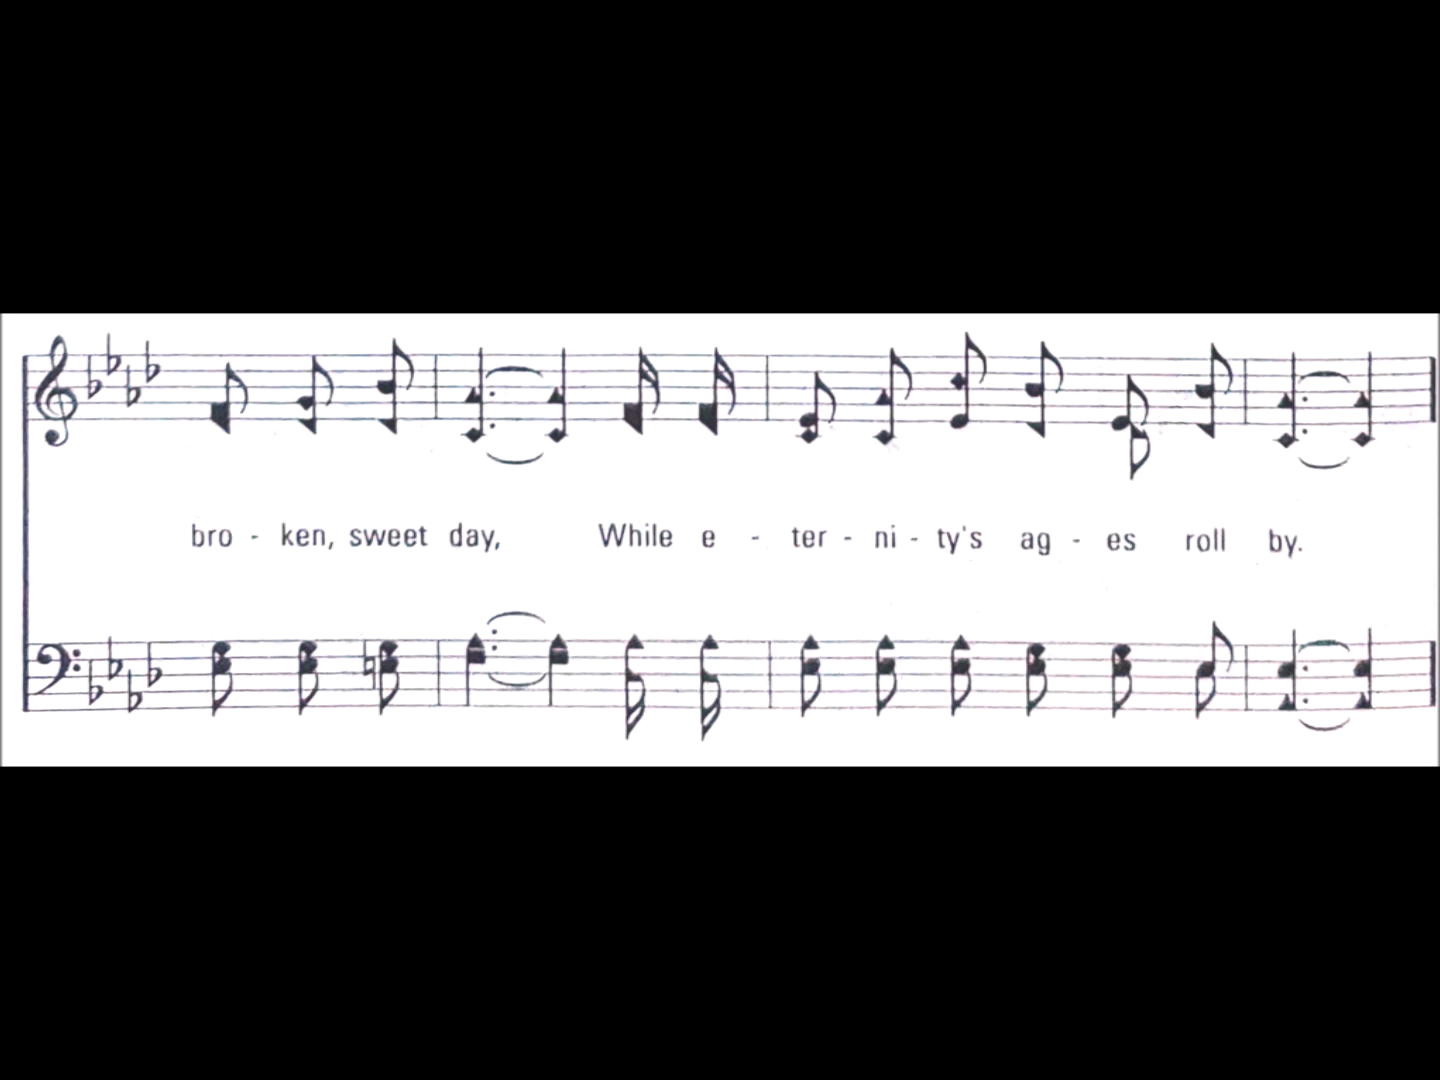 bro - ken, sweet day, While e - ter - ni - ty's ag - es roll by.